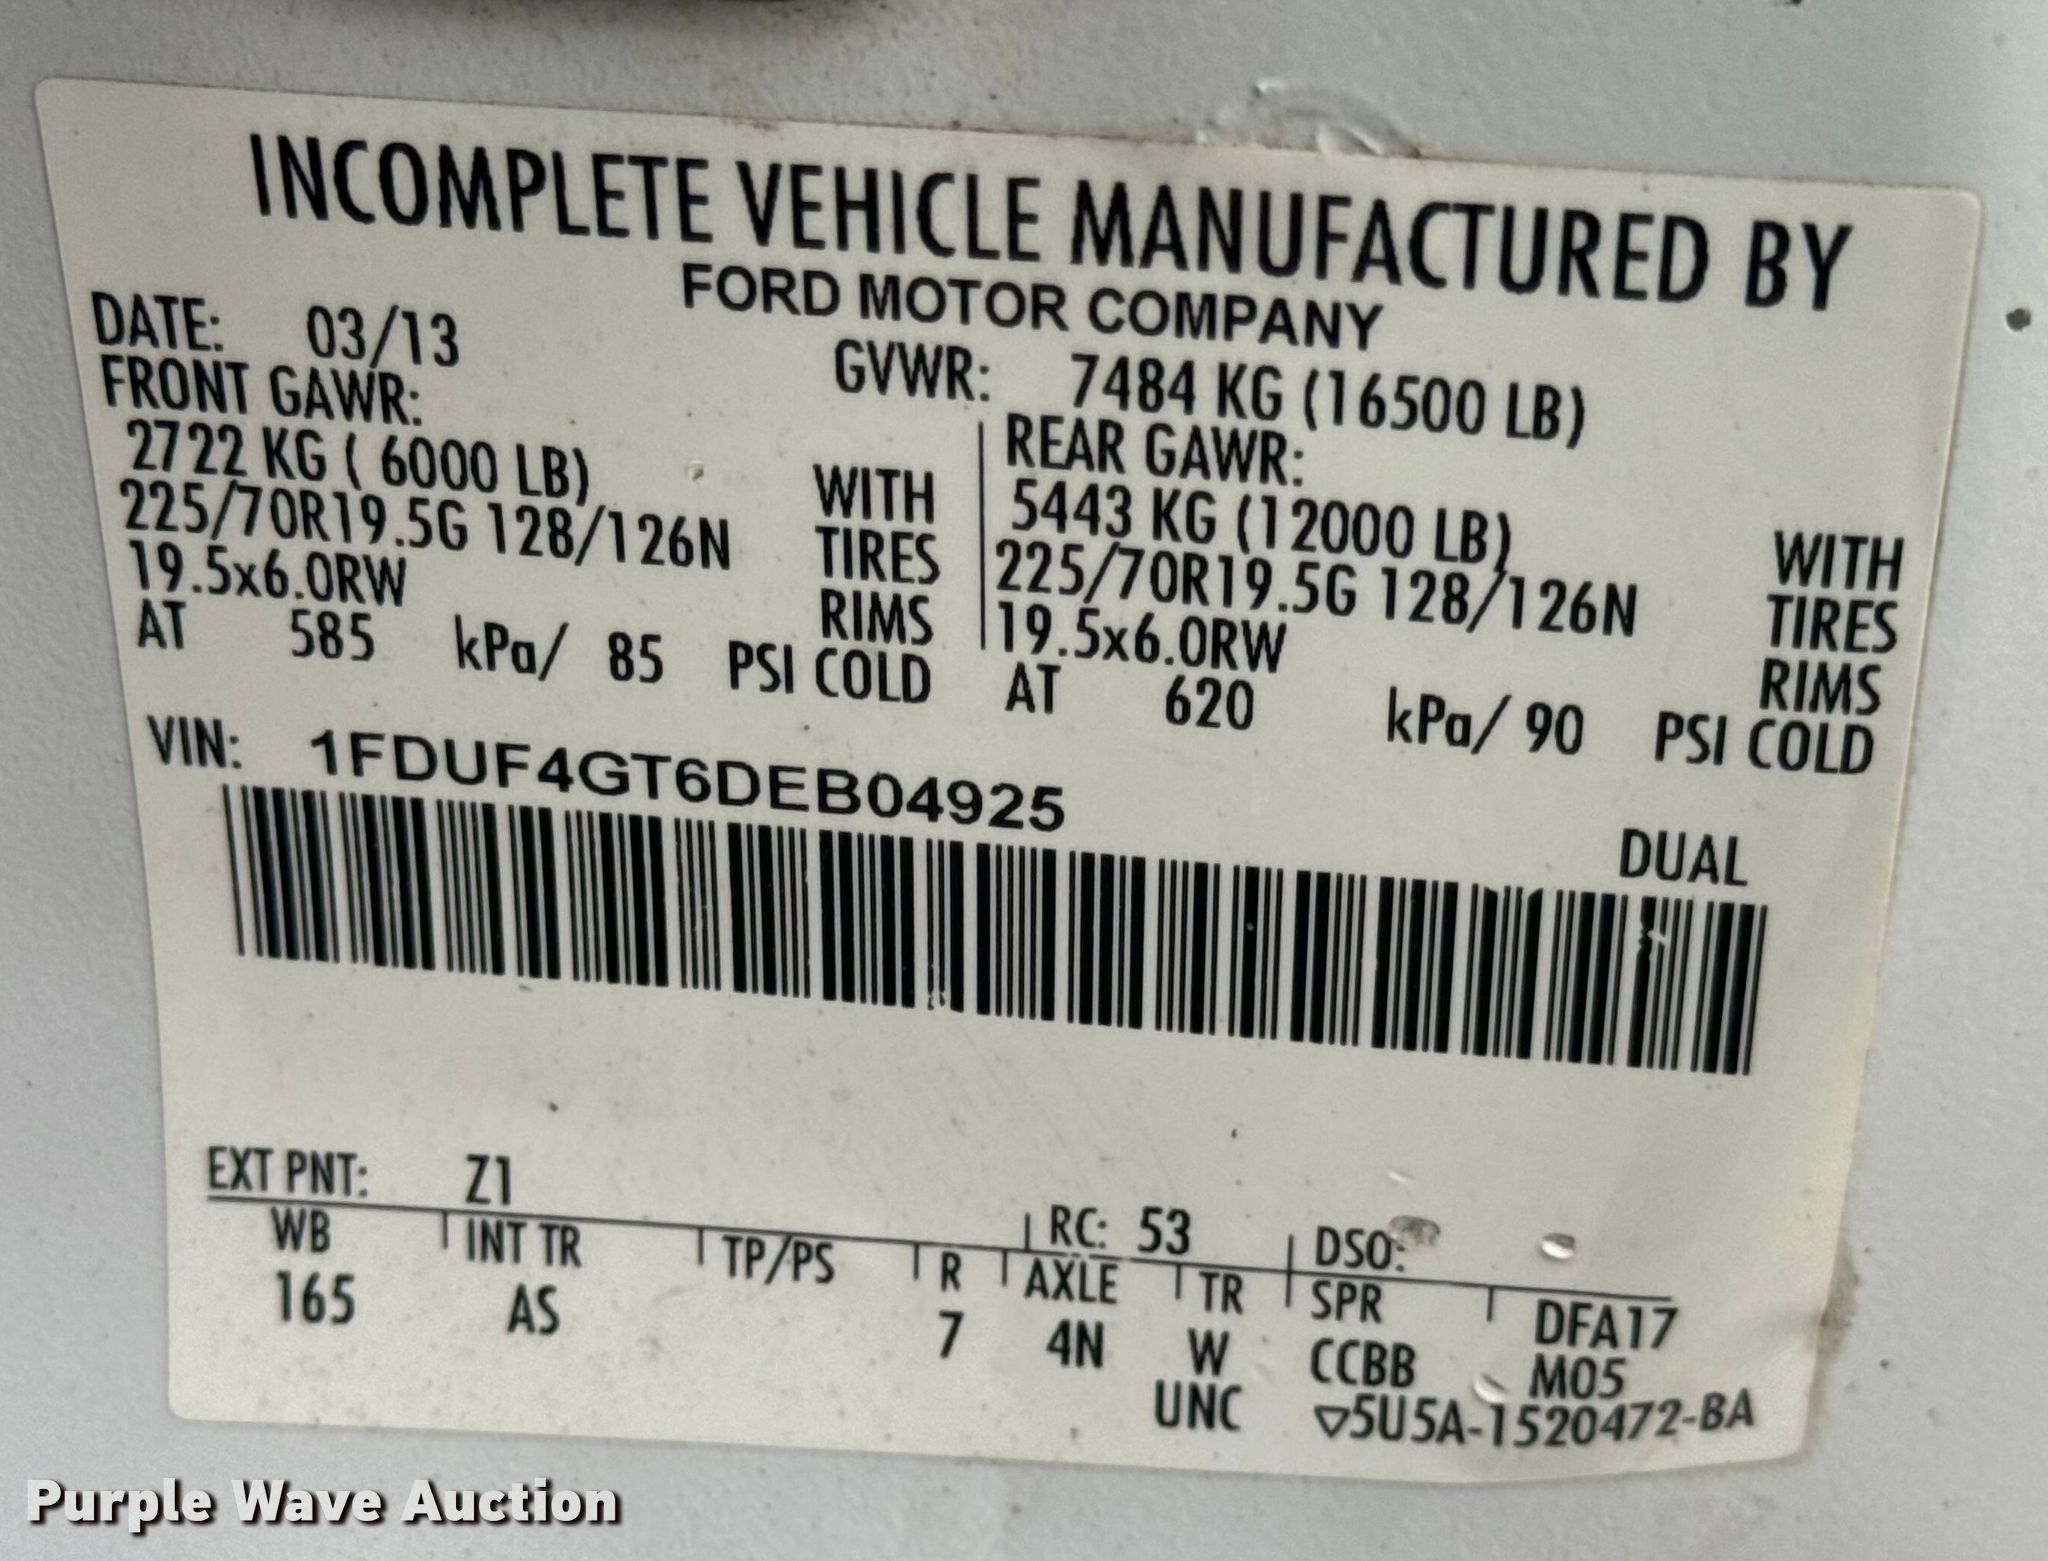 INCOMPLETE VEHICLE MANUFACTURED BY
FORD MOTOR COMPANY
DATE: 03/13
GVWR: 7484 KG (16500 LB)
FRONT GAWR:
2722 KG ( 6000 LB) WITH
225/70R19.5G 128/126N TIRES
19.5x6.0RW RIMS
AT 585 kPa/ 85 PSI COLD
REAR GAWR:
5443 KG (12000 LB) WITH
225/70R19.5G 128/126N TIRES
19.5x6.0RW RIMS
AT 620 kPa/ 90 PSI COLD
VIN: 1FDUF4GT6DEB04925
DUAL
EXT PNT: Z1 RC: 53 DSO:
WB INT TR TP/PS R AXLE TR SPR DFA17
165 AS 7 4N W CCBB M05
UNC ▽5U5A-1520472-BA
Purple Wave Auction